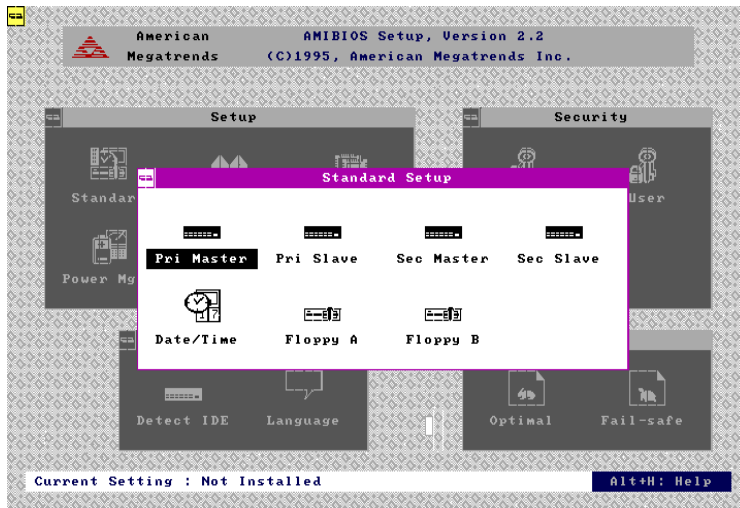 American Megatrends
AMIBIOS Setup, Version 2.2
(C)1995, American Megatrends Inc.
Setup
Security
Standar
User
Power Mg
Standard Setup
Pri Master
Pri Slave
Sec Master
Sec Slave
Date/Time
Floppy A
Floppy B
Detect IDE
Language
Optimal
Fail-safe
Current Setting : Not Installed
Alt+H: Help